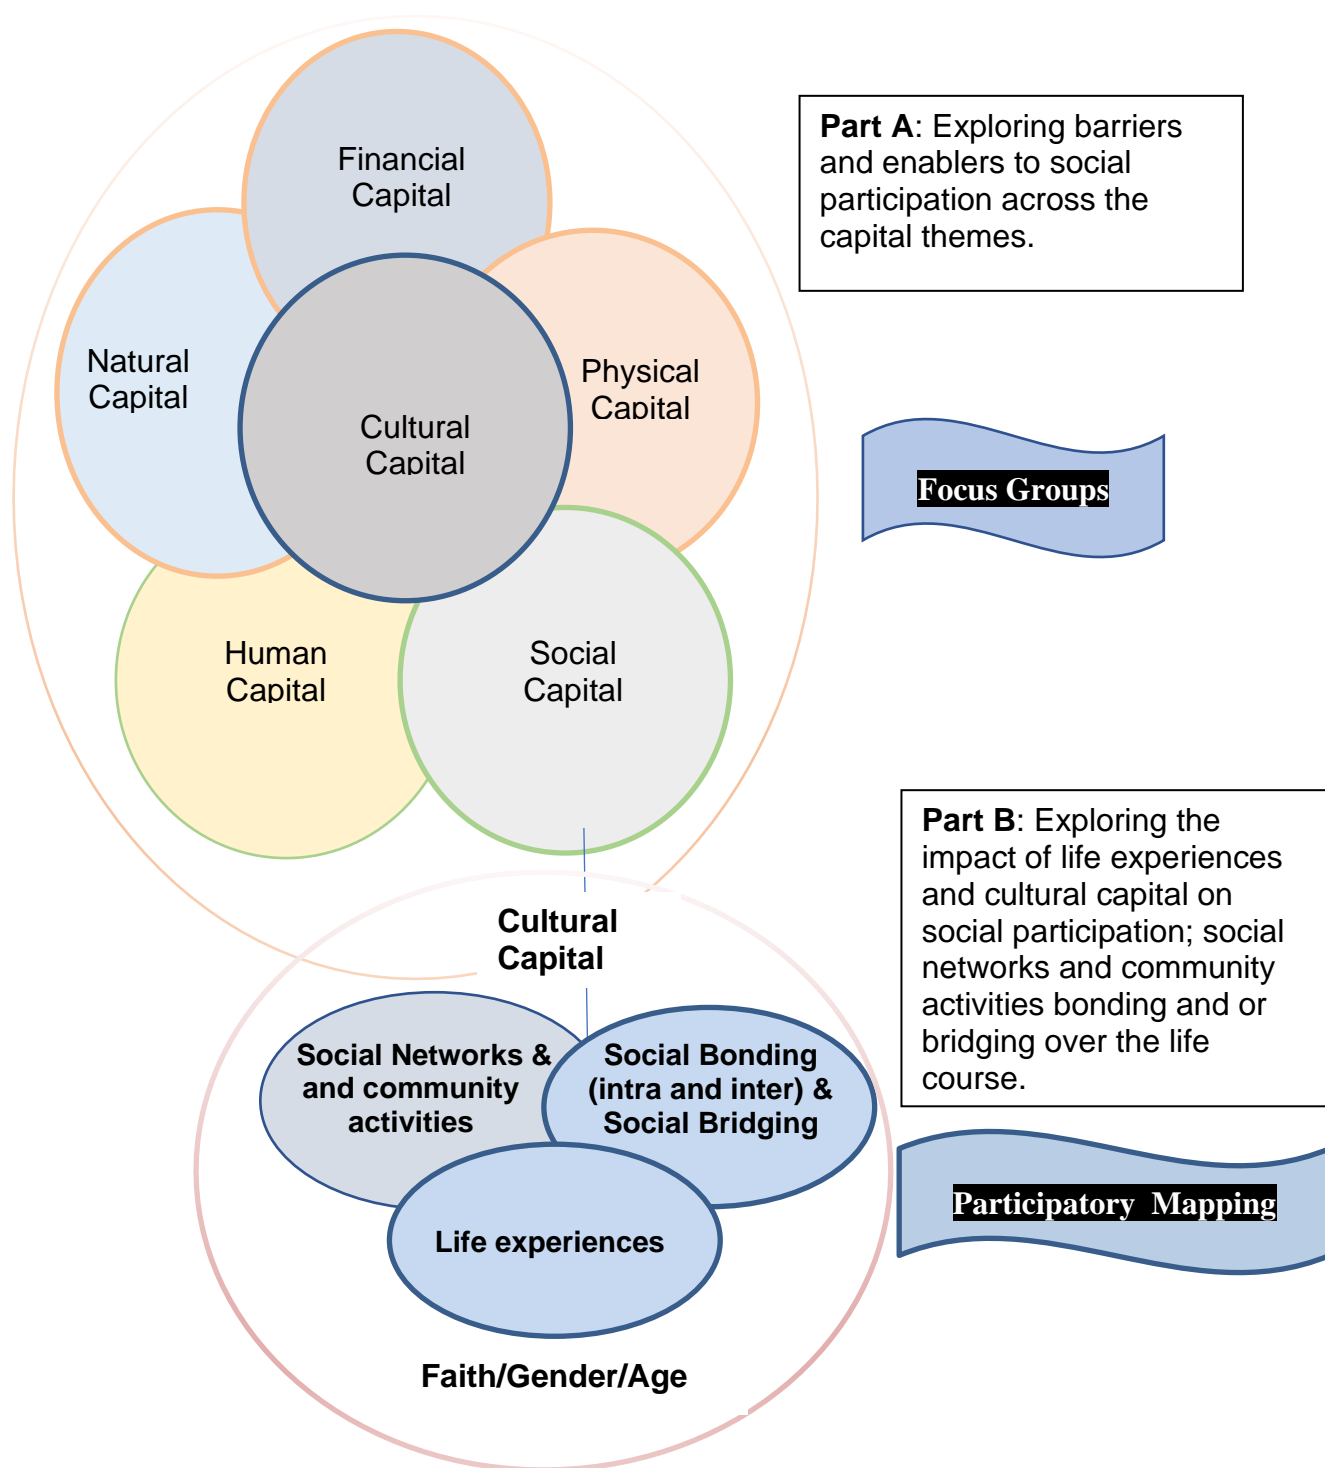 Financial
Capital
Part A: Exploring barriers
and enablers to social
participation across the
capital themes.
Natural
Capital
Physical
Capital
Cultural
Capital
Focus Groups
Human
Capital
Social
Capital
Part B: Exploring the
impact of life experiences
and cultural capital on
social participation; social
networks and community
activities bonding and or
bridging over the life
course.
Cultural
Capital
Social Networks &
and community
activities
Social Bonding
(intra and inter) &
Social Bridging
Participatory Mapping
Life experiences
Faith/Gender/Age